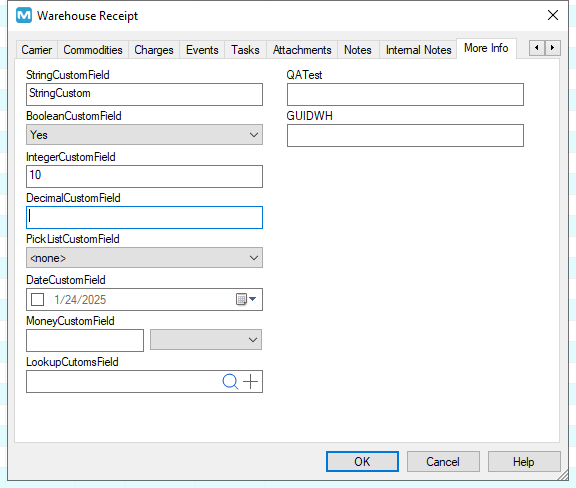 Warehouse Receipt
Carrier Commodities Charges Events Tasks Attachments Notes Internal Notes More Info
StringCustomField
StringCustom
BooleanCustomField
Yes
IntegerCustomField
10
DecimalCustomField
PickListCustomField
<none>
DateCustomField
1/24/2025
MoneyCustomField
LookupCutomsField
QATest
GUIDWH
OK Cancel Help